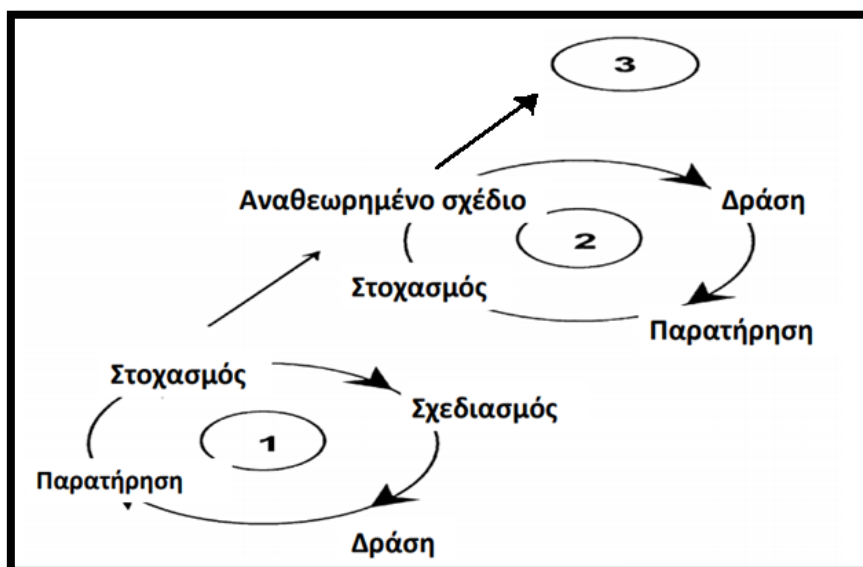 3
Αναθεωρημένο σχέδιο
Δράση
2
Στοχασμός
Παρατήρηση
Στοχασμός
Σχεδιασμός
1
Παρατήρηση
Δράση